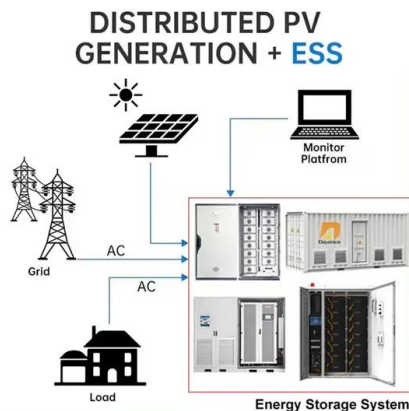 DISTRIBUTED PV
GENERATION + ESS
Monitor
Platfrom
AC
Grid
AC
Load
Energy Storage System